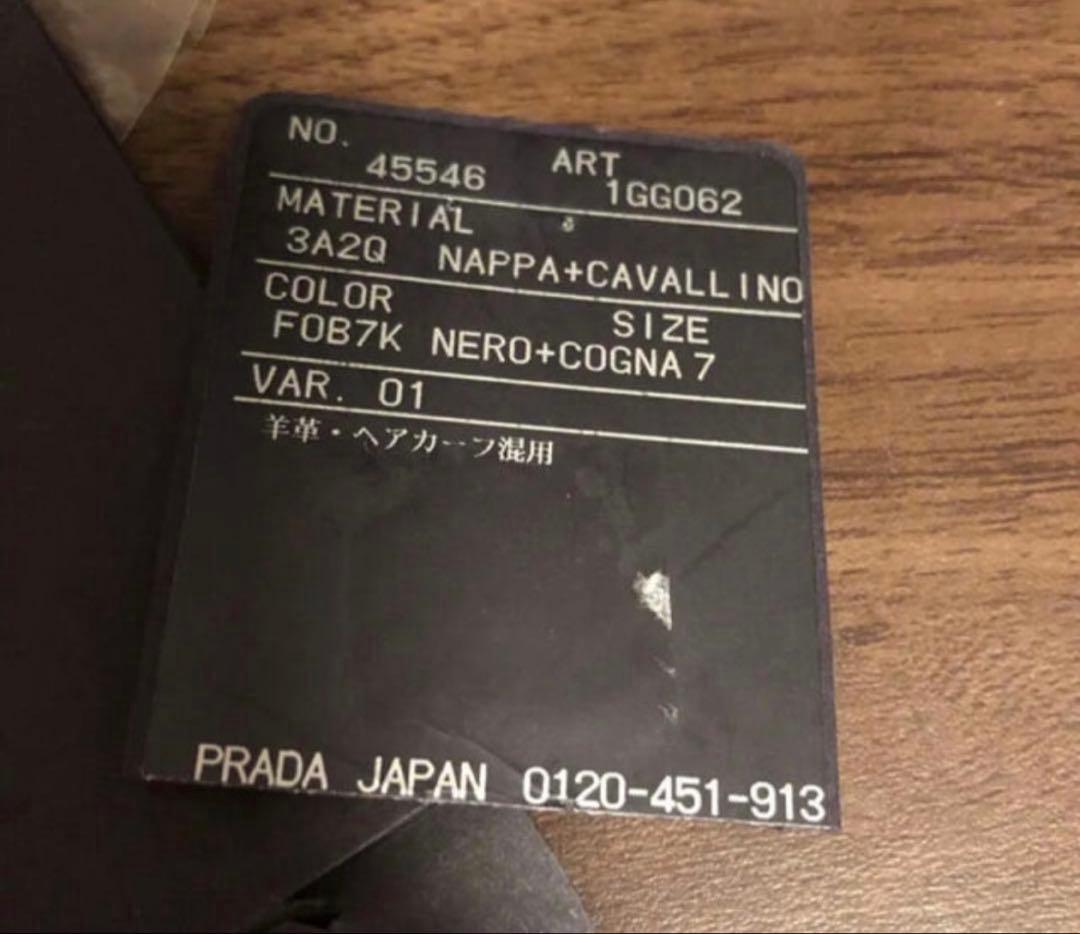 NO. ART
45546 1GG062
MATERIAL
3A2Q NAPPA+CAVALLINO
COLOR SIZE
F0B7K NERO+COGNA 7
VAR. 01
羊革・ヘアカーフ混用
PRADA JAPAN 0120-451-913